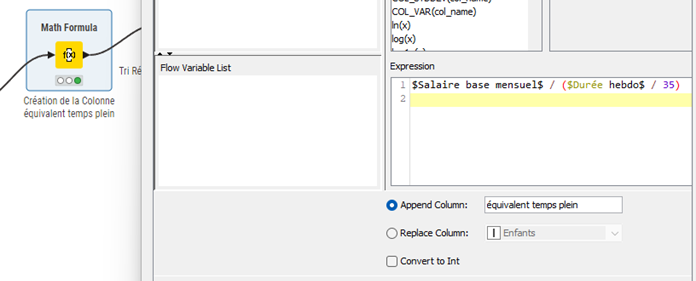 Math Formula
f(x)
Création de la Colonne
équivalent temps plein
Tri Ré
COL_VAR(col_name)
ln(x)
log(x)
Flow Variable List
Expression
1 $Salaire base mensuel$ / ($Durée hebdo$ / 35)
2
Append Column: équivalent temps plein
Replace Column: I Enfants
Convert to Int